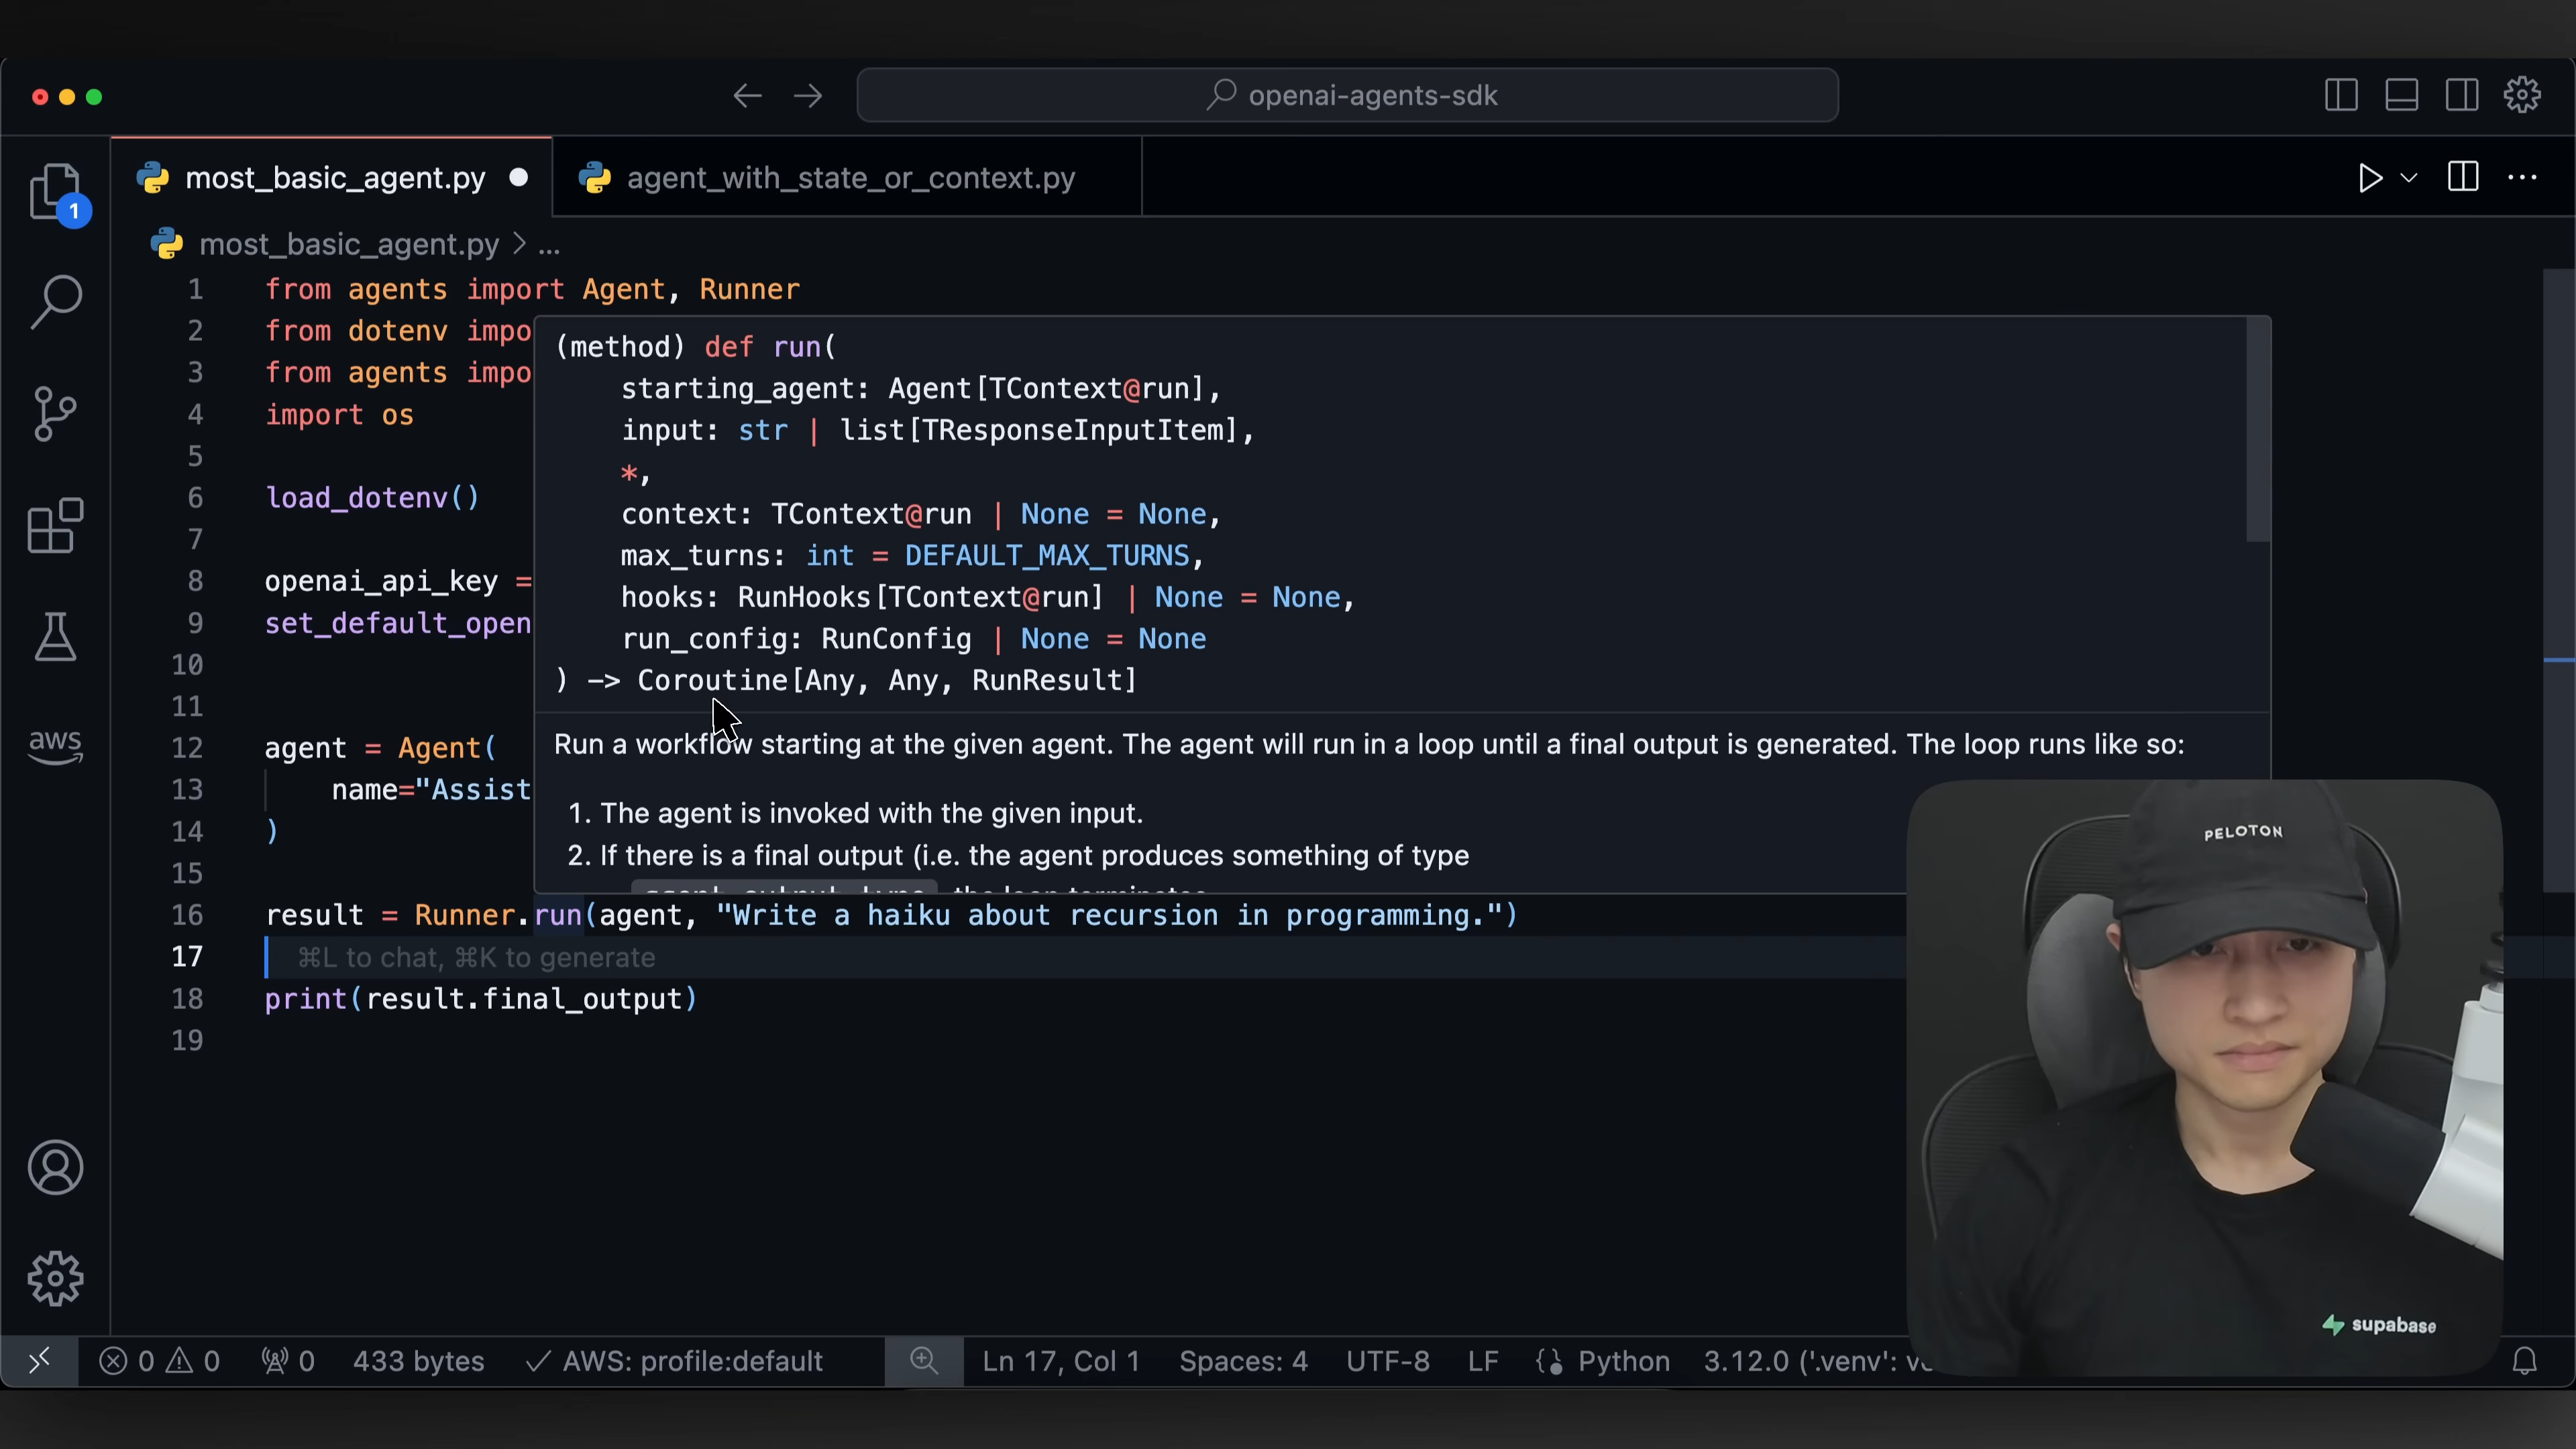 openai-agents-sdk
most_basic_agent.py
agent_with_state_or_context.py
1
most_basic_agent.py > ...
1 from agents import Agent, Runner
2 from dotenv impo
3 from agents impo
4 import os
5
6 load_dotenv()
7
8 openai_api_key =
9 set_default_open
10
11
12 agent = Agent(
13 name="Assist
14 )
15
(method) def run(
starting_agent: Agent[TContext@run],
input: str | list[TResponseInputItem],
*,
context: TContext@run | None = None,
max_turns: int = DEFAULT_MAX_TURNS,
hooks: RunHooks[TContext@run] | None = None,
run_config: RunConfig | None = None
) -> Coroutine[Any, Any, RunResult]
Run a workflow starting at the given agent. The agent will run in a loop until a final output is generated. The loop runs like so:
1. The agent is invoked with the given input.
2. If there is a final output (i.e. the agent produces something of type
agent.output_type, the loop terminates.
16 result = Runner.run(agent, "Write a haiku about recursion in programming.")
17 ⌘L to chat, ⌘K to generate
18 print(result.final_output)
19
aws
PELOTON
supabase
0 0 0 433 bytes AWS: profile:default Ln 17, Col 1 Spaces: 4 UTF-8 LF Python 3.12.0 ('.venv':